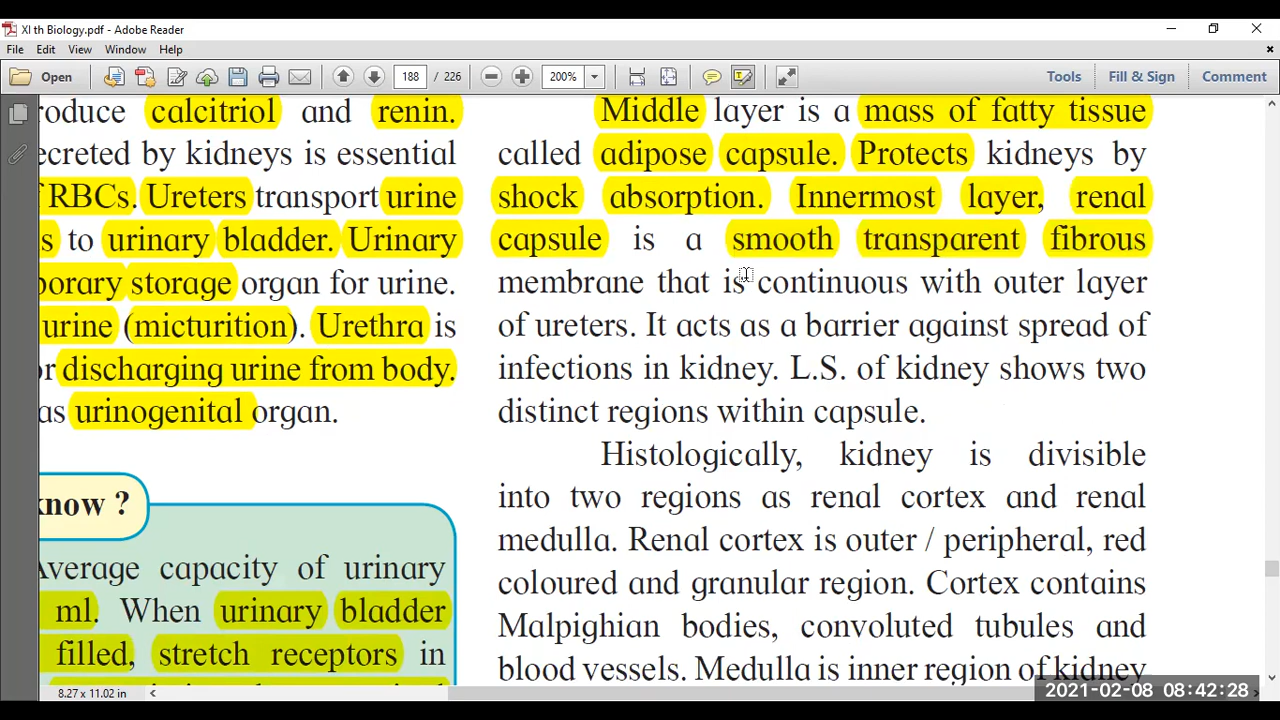 XI th Biology.pdf - Adobe Reader
File Edit View Window Help
Open 188 / 226 200% Tools Fill & Sign Comment
roduce calcitriol and renin.
ecreted by kidneys is essential
f RBCs. Ureters transport urine
s to urinary bladder. Urinary
porary storage organ for urine.
urine (micturition). Urethra is
or discharging urine from body.
as urinogenital organ.
know ?
Average capacity of urinary
ml. When urinary bladder
filled, stretch receptors in
Middle layer is a mass of fatty tissue
called adipose capsule. Protects kidneys by
shock absorption. Innermost layer, renal
capsule is a smooth transparent fibrous
membrane that is continuous with outer layer
of ureters. It acts as a barrier against spread of
infections in kidney. L.S. of kidney shows two
distinct regions within capsule.
Histologically, kidney is divisible
into two regions as renal cortex and renal
medulla. Renal cortex is outer / peripheral, red
coloured and granular region. Cortex contains
Malpighian bodies, convoluted tubules and
blood vessels. Medulla is inner region of kidney
8.27 x 11.02 in
2021-02-08 08:42:28